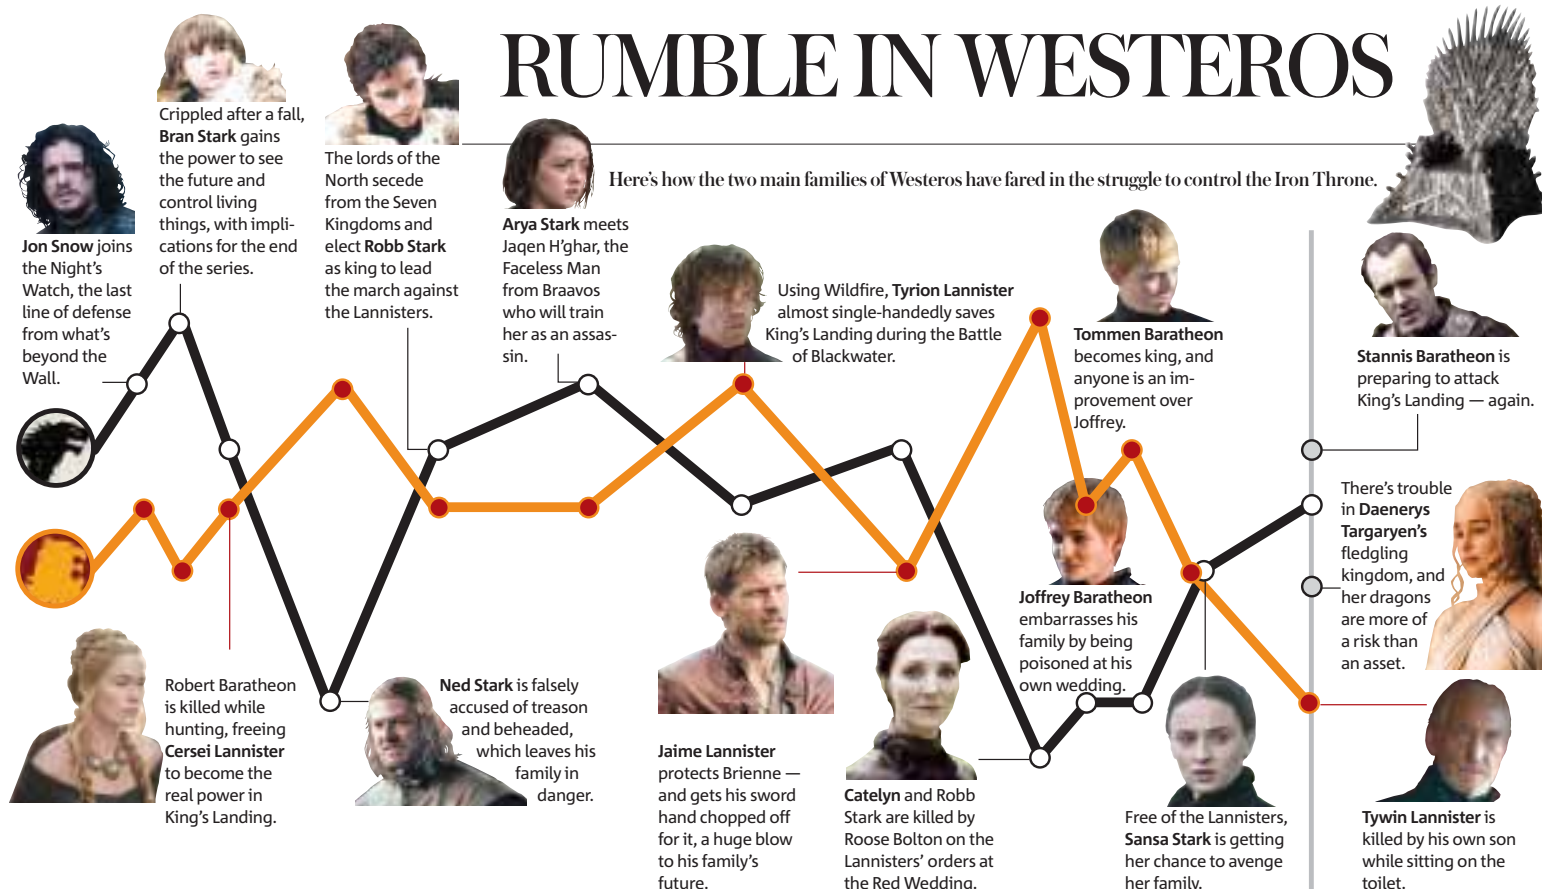 RUMBLE IN WESTEROS
Here's how the two main families of Westeros have fared in the struggle to control the Iron Throne.
Jon Snow joins
the Night's
Watch, the last
line of defense
from what's
beyond the
Wall.
Crippled after a fall,
Bran Stark gains
the power to see
the future and
control living
things, with impli-
cations for the end
of the series.
The lords of the
North secede
from the Seven
Kingdoms and
elect Robb Stark
as king to lead
the march against
the Lannisters.
Arya Stark meets
Jaqen H'ghar, the
Faceless Man
from Braavos
who will train
her as an assas-
sin.
Using Wildfire, Tyrion Lannister
almost single-handedly saves
King's Landing during the Battle
of Blackwater.
Tommen Baratheon
becomes king, and
anyone is an im-
provement over
Joffrey.
Stannis Baratheon is
preparing to attack
King's Landing — again.
There's trouble
in Daenerys
Targaryen's
fledgling
kingdom, and
her dragons
are more of
a risk than
an asset.
Robert Baratheon
is killed while
hunting, freeing
Cersei Lannister
to become the
real power in
King's Landing.
Ned Stark is falsely
accused of treason
and beheaded,
which leaves his
family in
danger.
Jaime Lannister
protects Brienne —
and gets his sword
hand chopped off
for it, a huge blow
to his family's
future.
Catelyn and Robb
Stark are killed by
Roose Bolton on the
Lannisters' orders at
the Red Wedding.
Joffrey Baratheon
embarrasses his
family by being
poisoned at his
own wedding.
Free of the Lannisters,
Sansa Stark is getting
her chance to avenge
her family.
Tywin Lannister is
killed by his own son
while sitting on the
toilet.